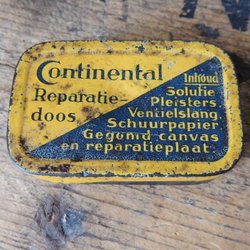 Continental
Reparatie-
doos.
Inhoud
Solutie
Pleisters.
Ventielslang.
Schuurpapier.
Gegomd canvas
en reparatieplaat.